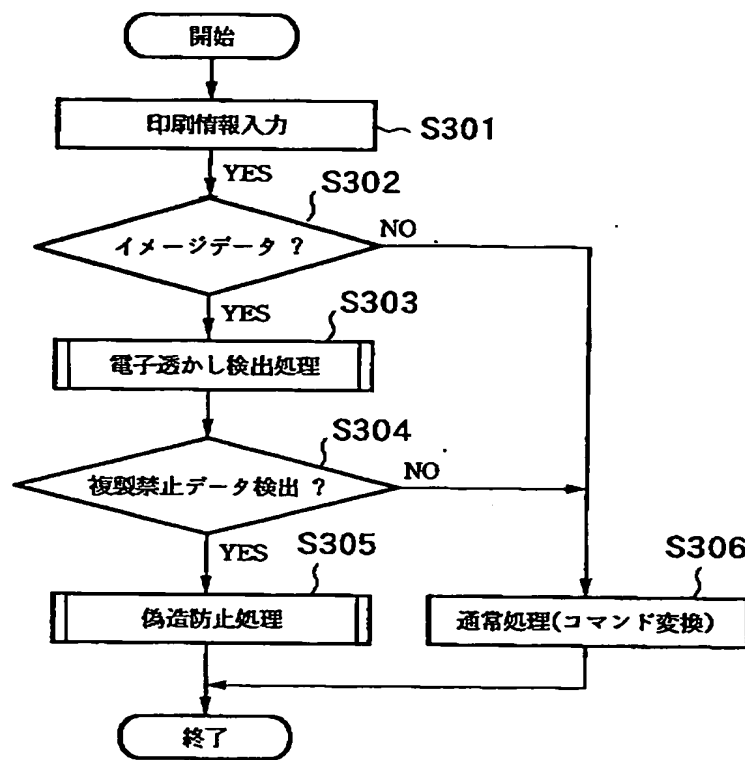 開始
印刷情報入力
S301
YES
S302
イメージデータ ?
NO
YES
S303
電子透かし検出処理
S304
複製禁止データ検出 ?
NO
YES
S305
偽造防止処理
S306
通常処理(コマンド変換)
終了